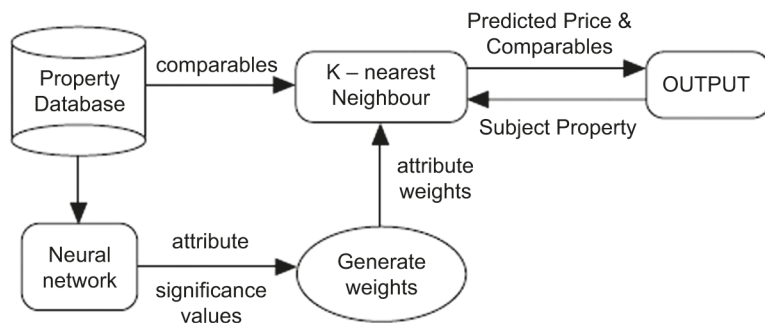 Property
Database
comparables
K – nearest
Neighbour
Predicted Price &
Comparables
OUTPUT
Subject Property
attribute
weights
Neural
network
attribute
significance
values
Generate
weights